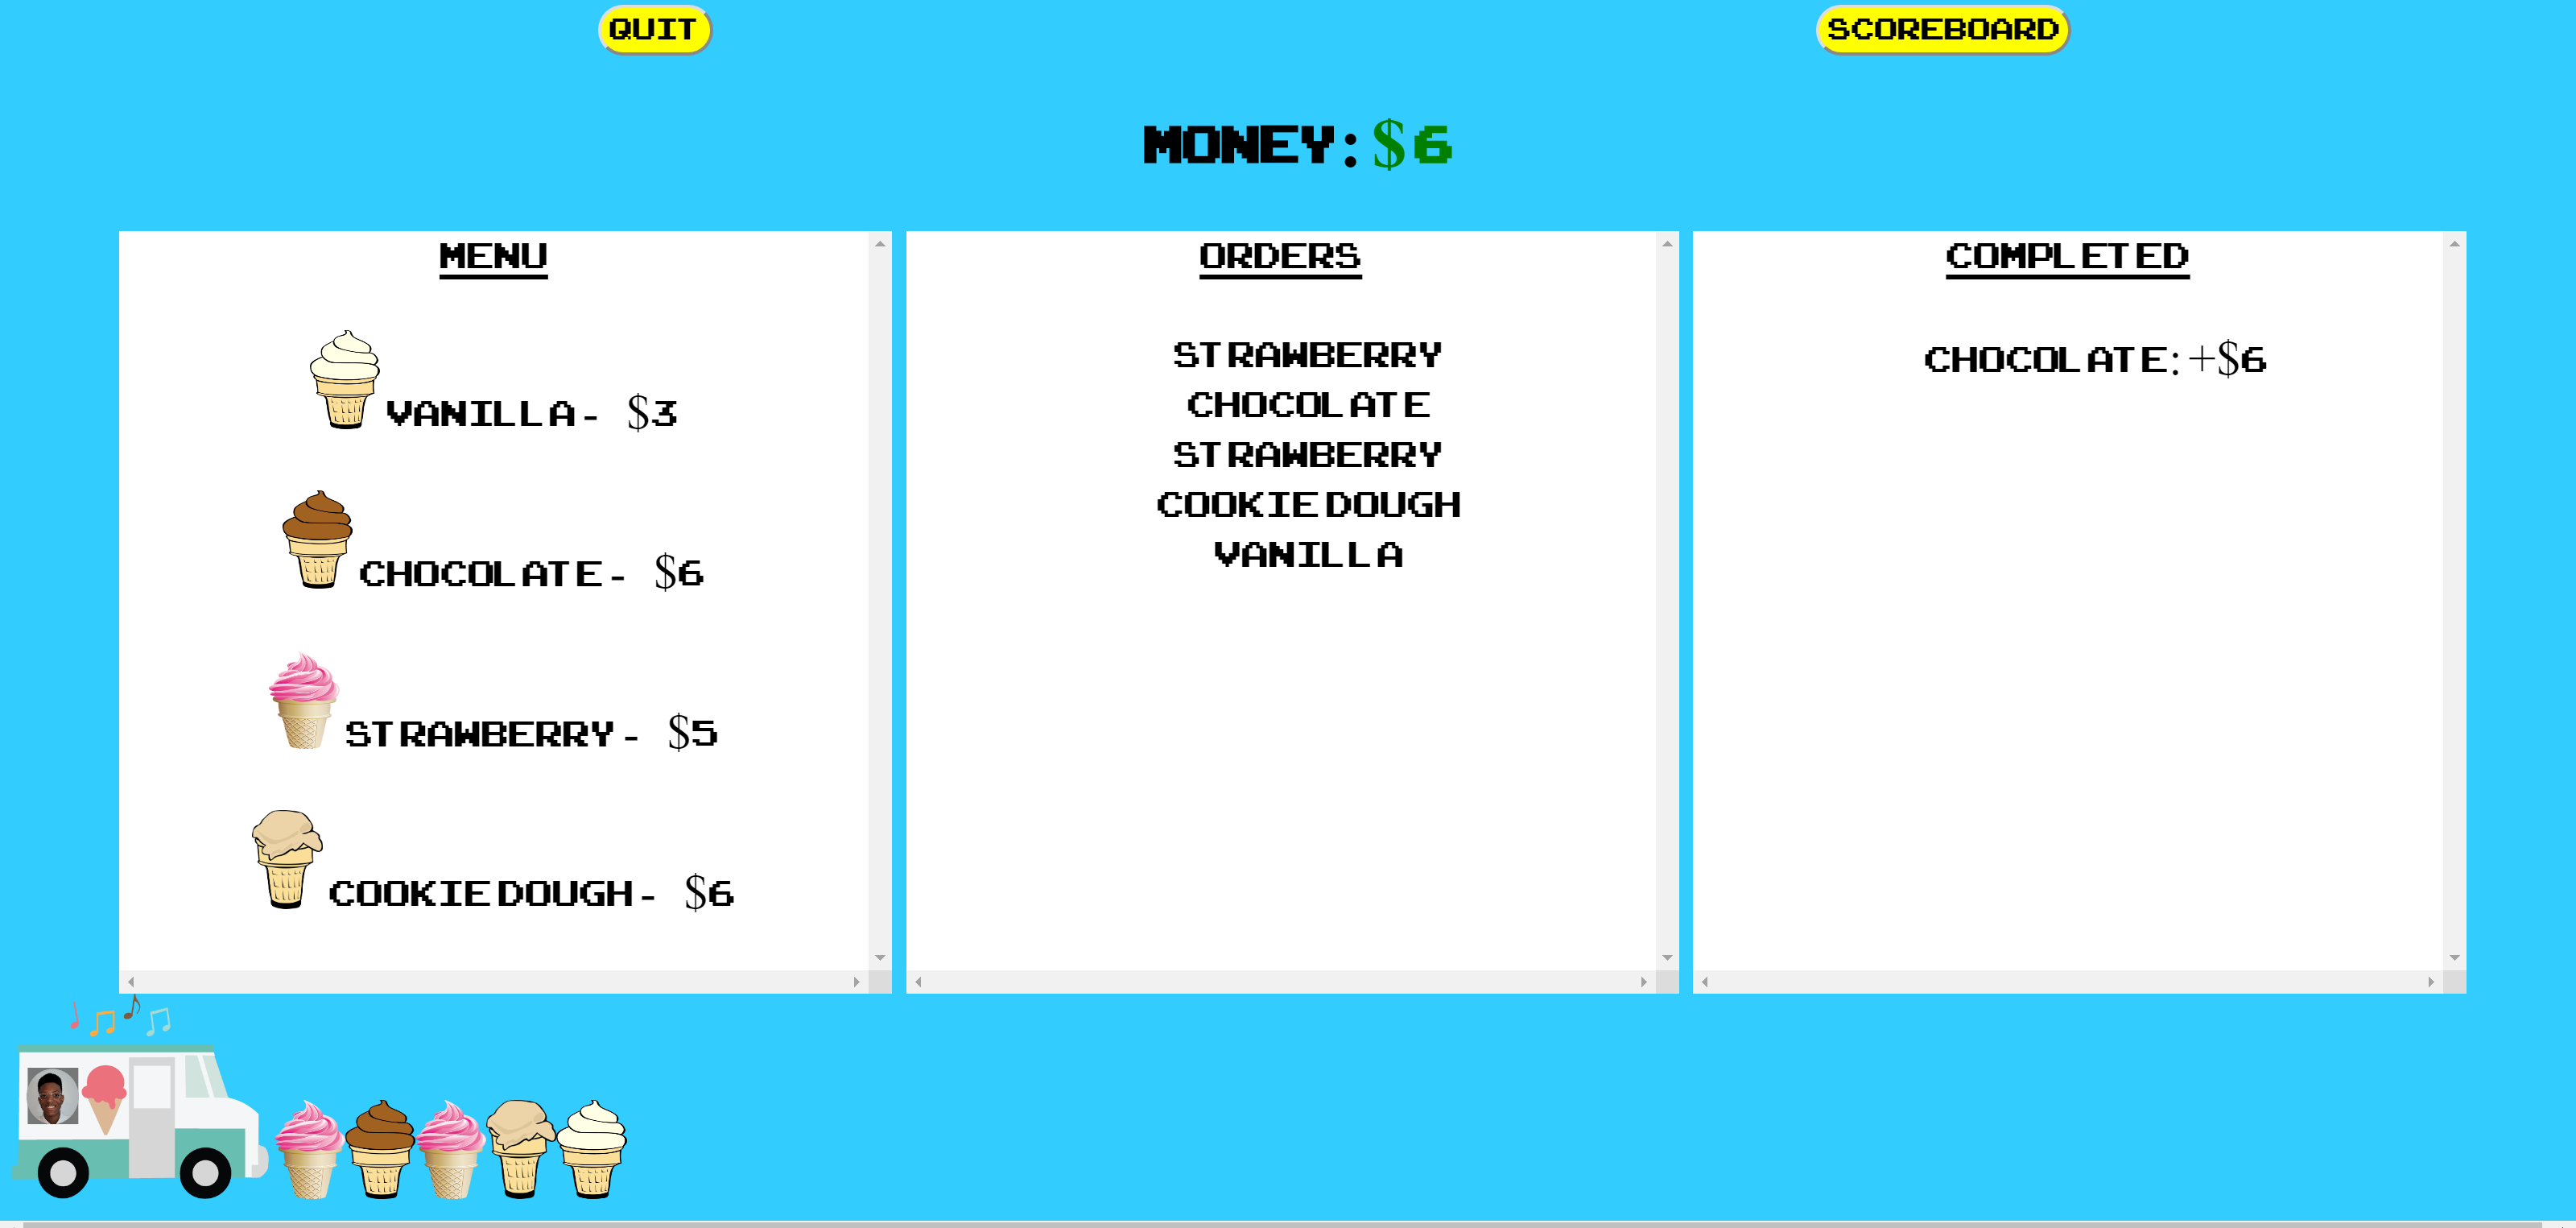 QUIT
SCOREBOARD
MONEY:$6
MENU
VANILLA- $3
CHOCOLATE- $6
STRAWBERRY- $5
COOKIE DOUGH- $6
ORDERS
STRAWBERRY
CHOCOLATE
STRAWBERRY
COOKIE DOUGH
VANILLA
COMPLETED
CHOCOLATE:+$6